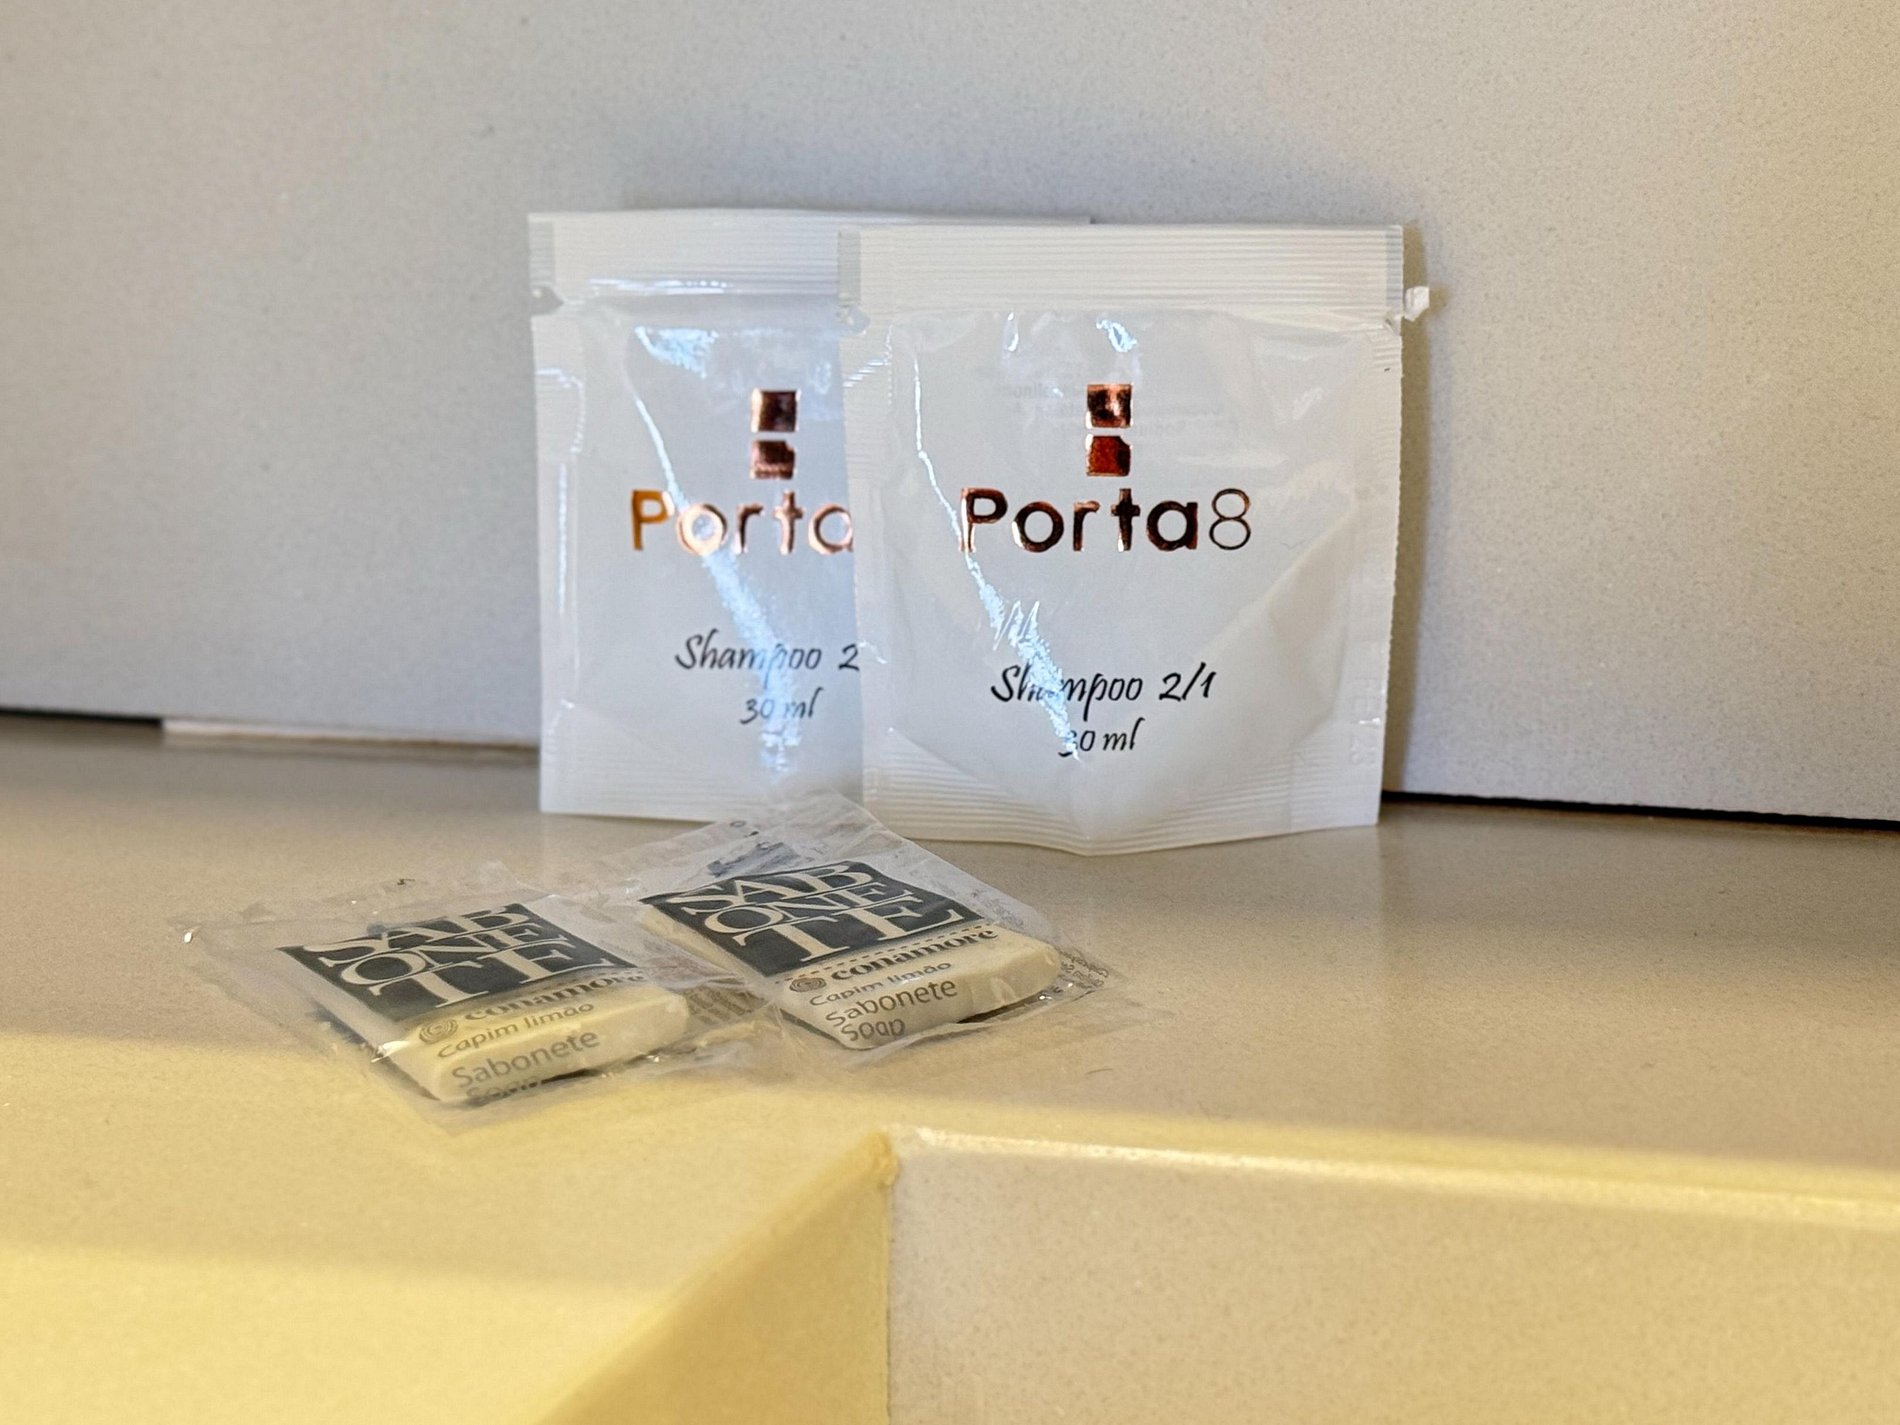 Porta
Shampoo 2
30 ml
Porta8
Shampoo 2/1
30 ml
SAB
ONE
TE
conamore
Capim limão
Sabonete
Soap
SAB
ONE
TE
conamore
Capim limão
Sabonete
Soap